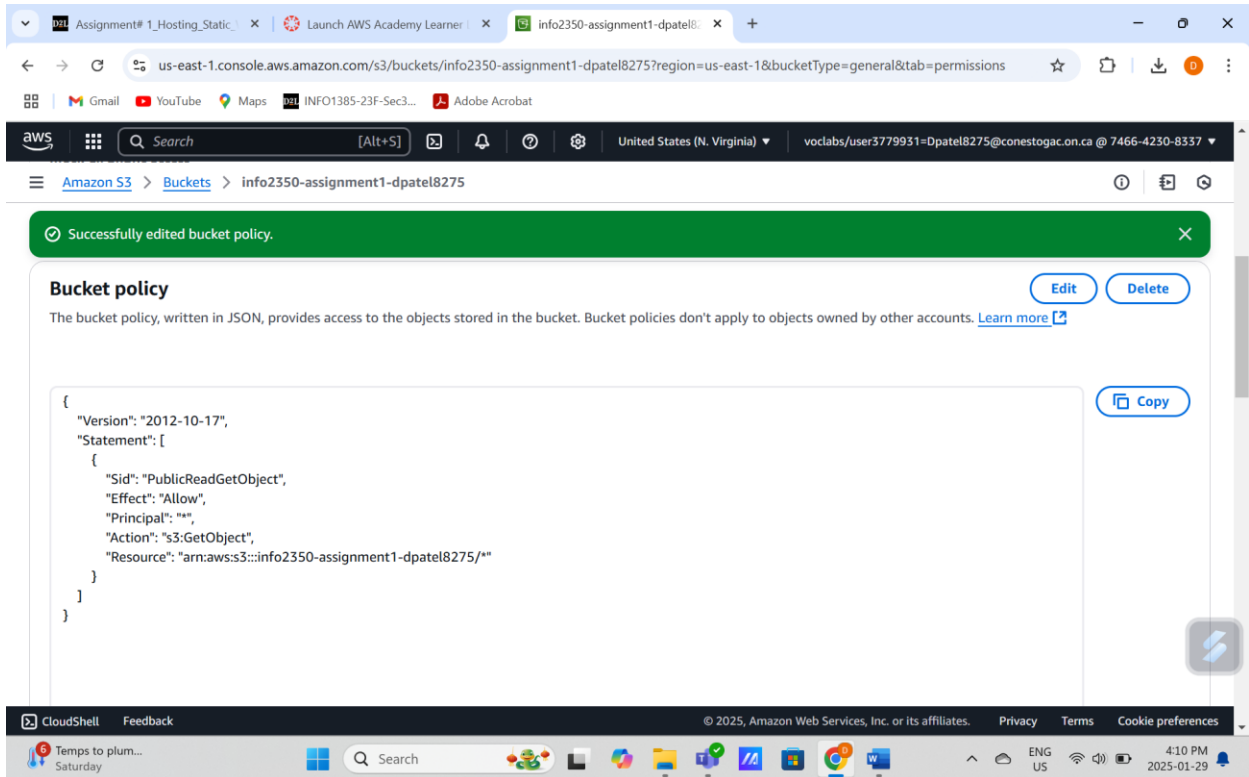 Assignment# 1_Hosting_Static_
Launch AWS Academy Learner
info2350-assignment1-dpatel82
us-east-1.console.aws.amazon.com/s3/buckets/info2350-assignment1-dpatel8275?region=us-east-1&bucketType=general&tab=permissions
Gmail YouTube Maps D2L INFO1385-23F-Sec3... Adobe Acrobat
aws Search [Alt+S] United States (N. Virginia) voclabs/user3779931=Dpatel8275@conestogac.on.ca @ 7466-4230-8337
Amazon S3 > Buckets > info2350-assignment1-dpatel8275
Successfully edited bucket policy.
Bucket policy
Edit Delete
The bucket policy, written in JSON, provides access to the objects stored in the bucket. Bucket policies don't apply to objects owned by other accounts. Learn more
Copy
{
"Version": "2012-10-17",
"Statement": [
{
"Sid": "PublicReadGetObject",
"Effect": "Allow",
"Principal": "*",
"Action": "s3:GetObject",
"Resource": "arn:aws:s3:::info2350-assignment1-dpatel8275/*"
}
]
}
CloudShell Feedback © 2025, Amazon Web Services, Inc. or its affiliates. Privacy Terms Cookie preferences
6 Temps to plum...
Saturday
Search
ENG
US
4:10 PM
2025-01-29